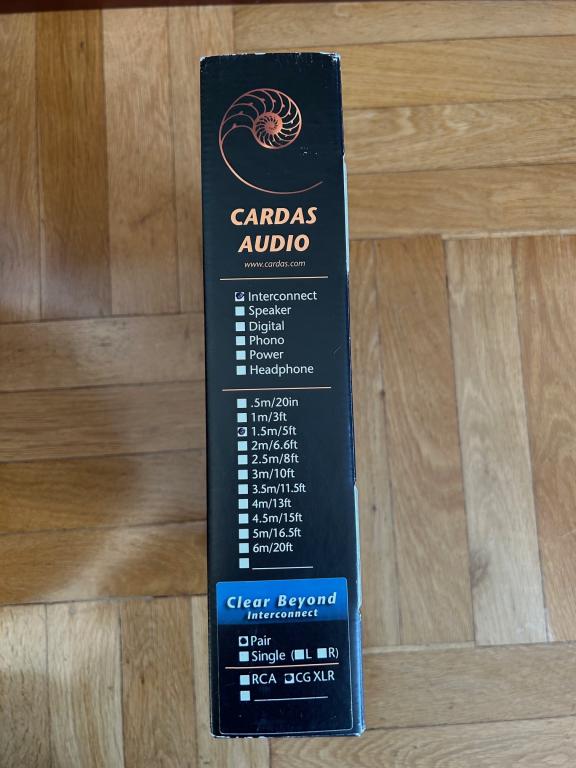 CARDAS
AUDIO
www.cardas.com
Interconnect
Speaker
Digital
Phono
Power
Headphone
.5m/20in
1m/3ft
1.5m/5ft
2m/6.6ft
2.5m/8ft
3m/10ft
3.5m/11.5ft
4m/13ft
4.5m/15ft
5m/16.5ft
6m/20ft
Clear Beyond
Interconnect
Pair
Single (L R)
RCA CG XLR